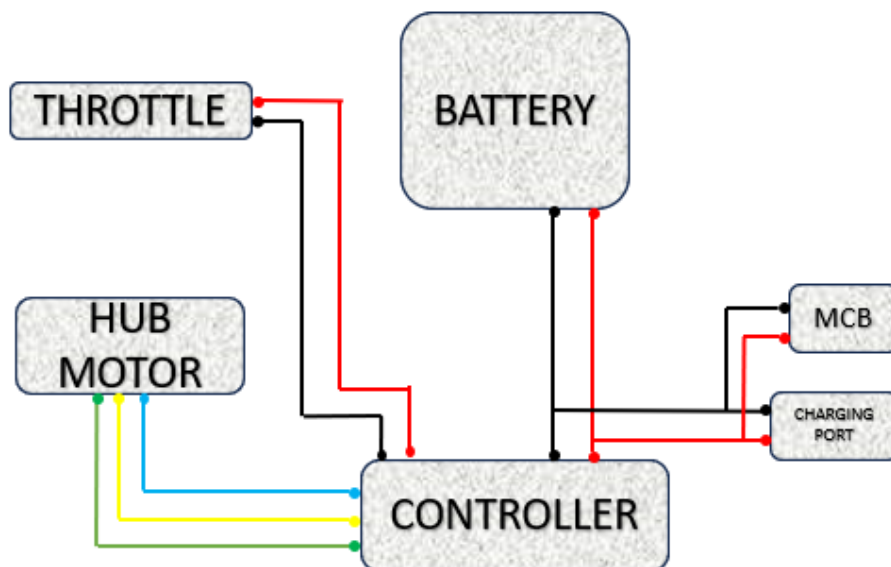 THROTTLE
BATTERY
HUB
MOTOR
MCB
CHARGING
PORT
CONTROLLER